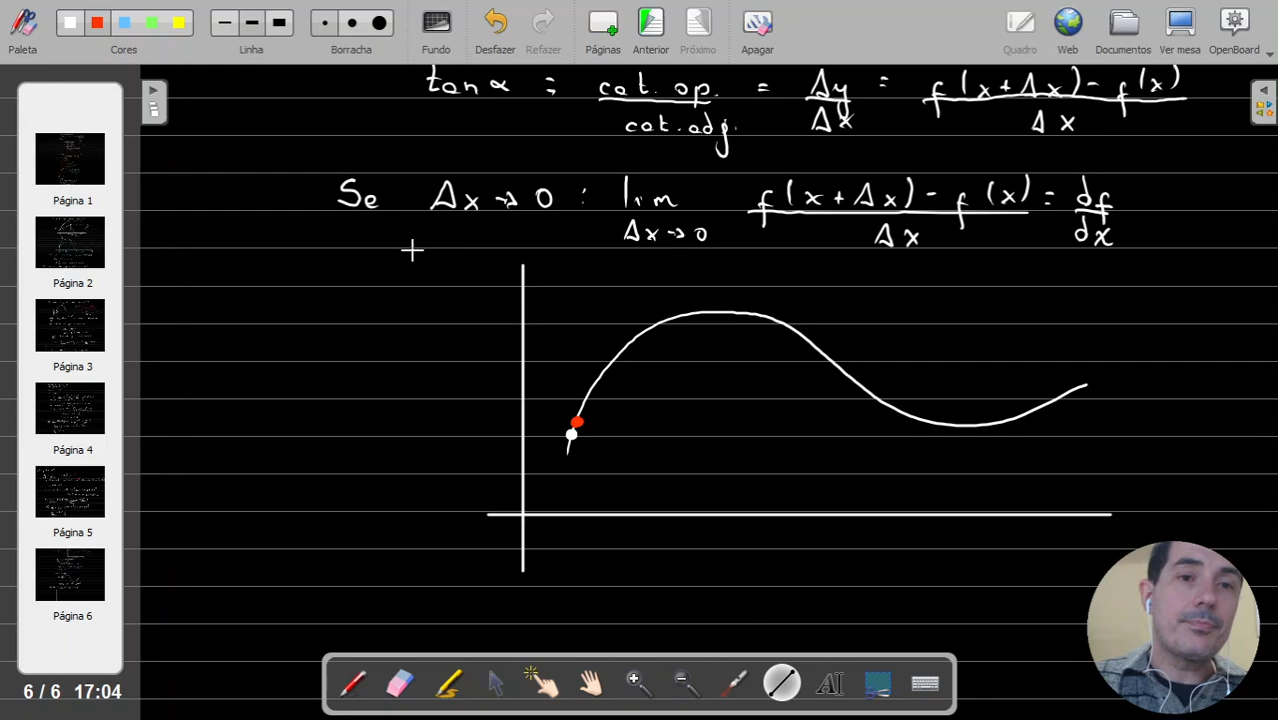 Paleta
Cores
Linha
Borracha
Fundo
Desfazer
Refazer
Páginas
Anterior
Próximo
Apagar
Quadro
Web
Documentos
Ver mesa
OpenBoard
tan α = cat. op. / cat. adj. = Δy / Δx = f(x+Δx) - f(x) / Δx
Se Δx → 0 : lim Δx→0 f(x+Δx) - f(x) / Δx = df / dx
Página 1
Página 2
Página 3
Página 4
Página 5
Página 6
6 / 6
17:04
AI